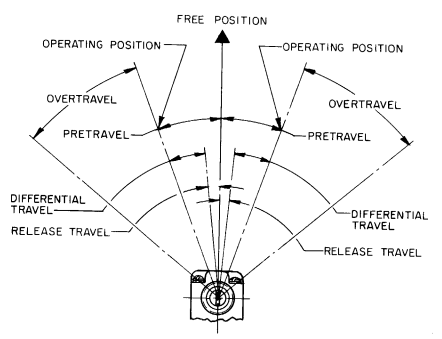 FREE POSITION
OPERATING POSITION
OPERATING POSITION
OVERTRAVEL
OVERTRAVEL
PRETRAVEL
PRETRAVEL
DIFFERENTIAL
TRAVEL
RELEASE TRAVEL
DIFFERENTIAL
TRAVEL
RELEASE TRAVEL